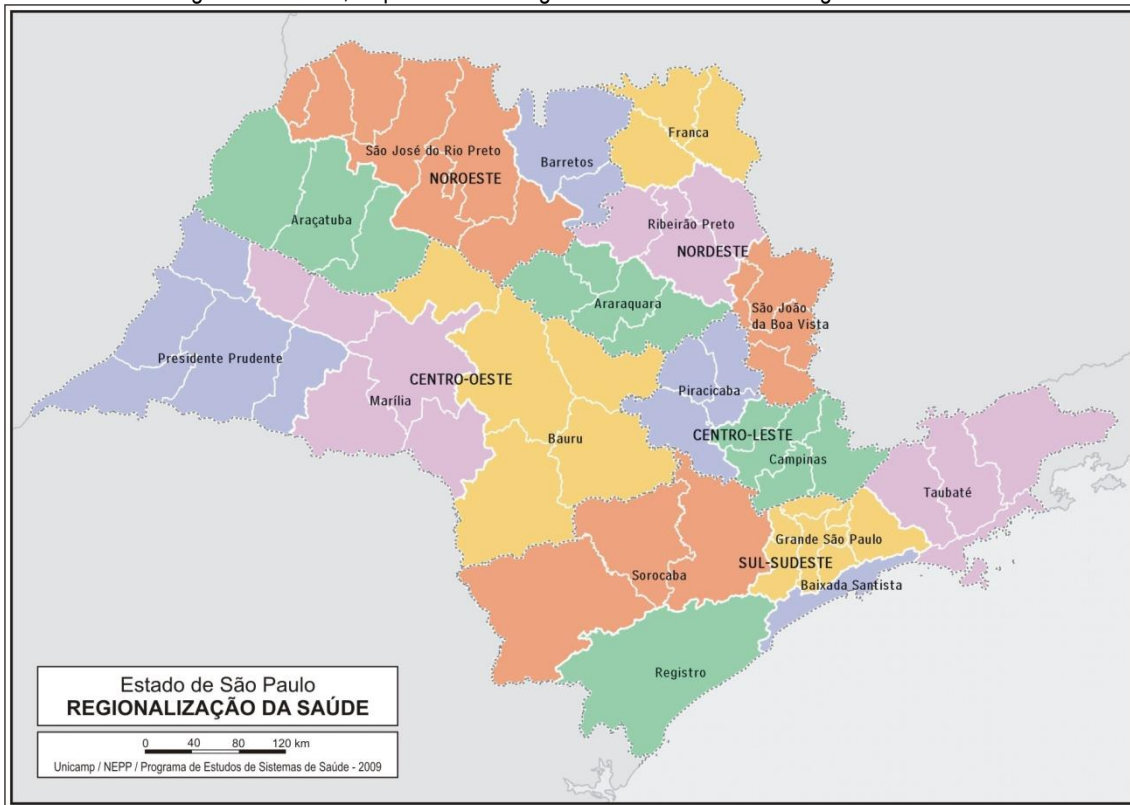 Franca
São José do Rio Preto
NOROESTE
Barretos
Araçatuba
Ribeirão Preto
NORDESTE
Araraquara
São João
da Boa Vista
Presidente Prudente
CENTRO-OESTE
Marília
Piracicaba
CENTRO-LESTE
Bauru
Campinas
Taubaté
Grande São Paulo
SUL-SUDESTE
Sorocaba
Baixada Santista
Registro
Estado de São Paulo
REGIONALIZAÇÃO DA SAÚDE
0 40 80 120 km
Unicamp / NEPP / Programa de Estudos de Sistemas de Saúde - 2009